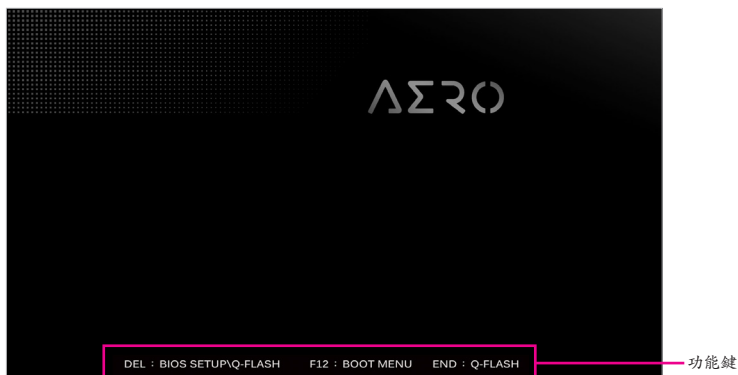 AERO
DEL：BIOS SETUP\Q-FLASH F12：BOOT MENU END：Q-FLASH
功能鍵